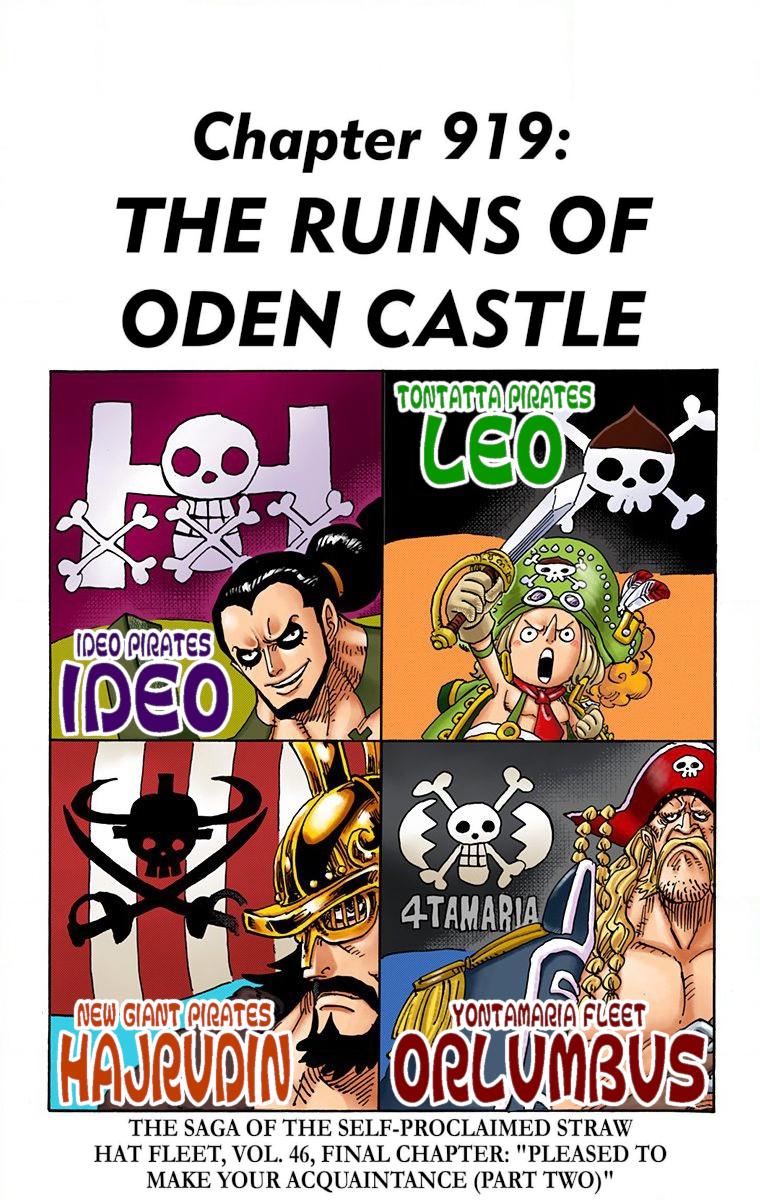 Chapter 919:
THE RUINS OF
ODEN CASTLE
IDEO PIRATES
IDEO
TONTATTA PIRATES
LEO
NEW GIANT PIRATES
HAJRUDIN
4TAMARIA
YONTAMARIA FLEET
ORLUMBUS
THE SAGA OF THE SELF-PROCLAIMED STRAW
HAT FLEET, VOL. 46, FINAL CHAPTER: "PLEASED TO
MAKE YOUR ACQUAINTANCE (PART TWO)"